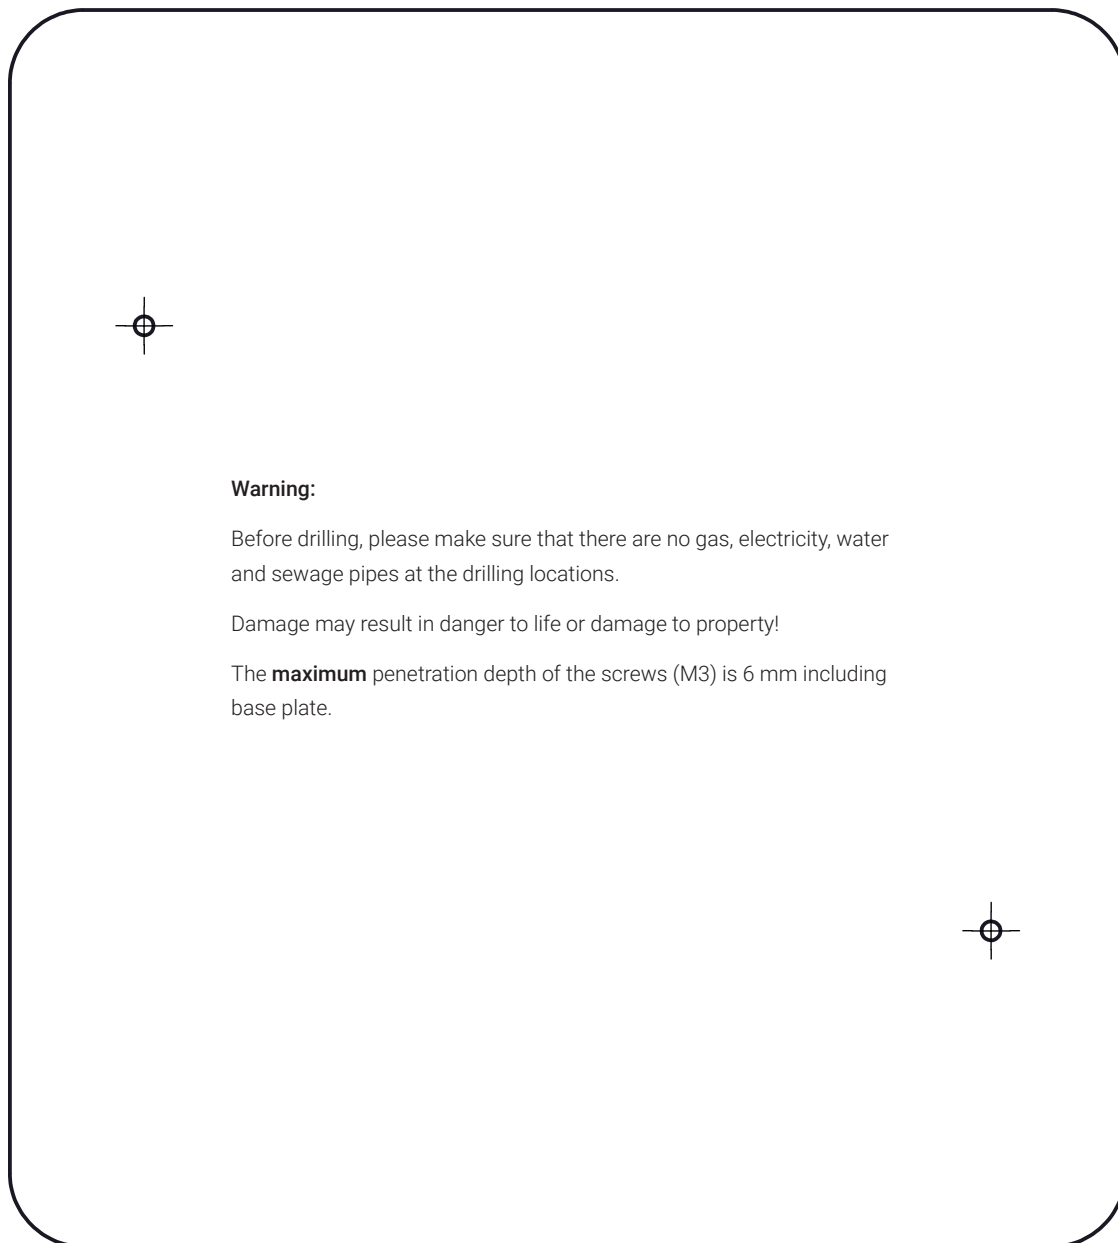 Warning:
Before drilling, please make sure that there are no gas, electricity, water
and sewage pipes at the drilling locations.
Damage may result in danger to life or damage to property!
The maximum penetration depth of the screws (M3) is 6 mm including
base plate.